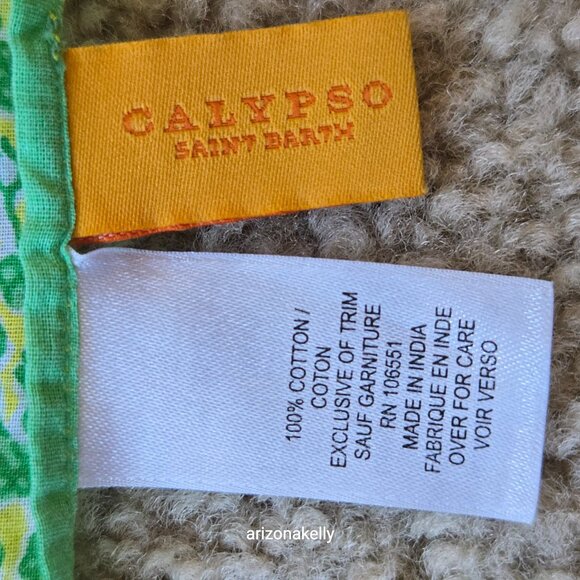 CALYPSO
SAINT BARTH
100% COTTON /
COTON
EXCLUSIVE OF TRIM
SAUF GARNITURE
RN 106551
MADE IN INDIA
FABRIQUE EN INDE
OVER FOR CARE
VOIR VERSO
arizonakelly